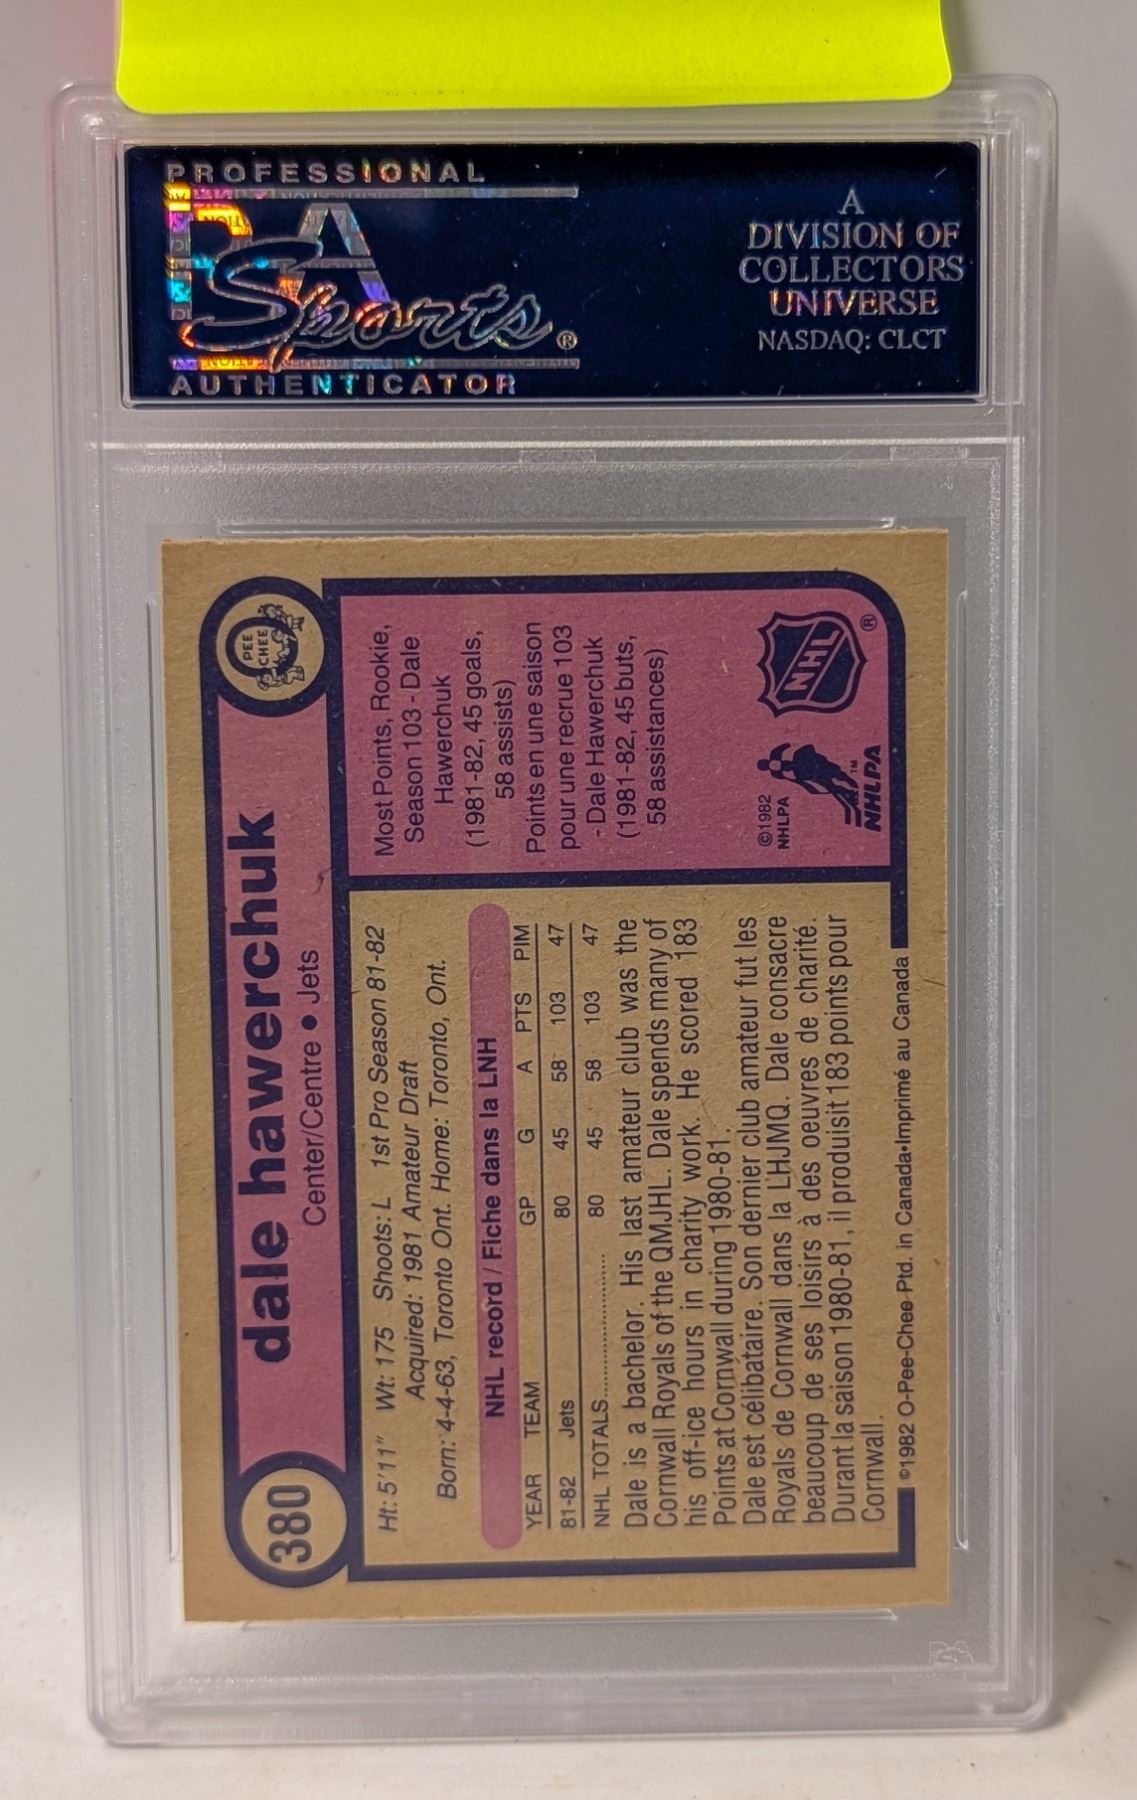 PROFESSIONAL
PSA
Sports®
AUTHENTICATOR
A
DIVISION OF
COLLECTORS
UNIVERSE
NASDAQ: CLCT
380
dale hawerchuk
Center/Centre • Jets
O
PEE
CHEE
Ht: 5'11" Wt: 175 Shoots: L 1st Pro Season 81-82
Acquired: 1981 Amateur Draft
Born: 4-4-63, Toronto Ont. Home: Toronto, Ont.
NHL record / Fiche dans la LNH
YEAR TEAM GP G A PTS PIM
81-82 Jets 80 45 58 103 47
NHL TOTALS.................... 80 45 58 103 47
Dale is a bachelor. His last amateur club was the
Cornwall Royals of the QMJHL. Dale spends many of
his off-ice hours in charity work. He scored 183
Points at Cornwall during 1980-81.
Dale est célibataire. Son dernier club amateur fut les
Royals de Cornwall dans la LHJMQ. Dale consacre
beaucoup de ses loisirs à des oeuvres de charité.
Durant la saison 1980-81, il produisit 183 points pour
Cornwall.
©1982 O-Pee-Chee Ptd. in Canada•Imprimé au Canada
Most Points, Rookie,
Season 103 - Dale
Hawerchuk
(1981-82, 45 goals,
58 assists)
Points en une saison
pour une recrue 103
- Dale Hawerchuk
(1981-82, 45 buts,
58 assistances)
©1982
NHLPA
NHLPA™
NHL®